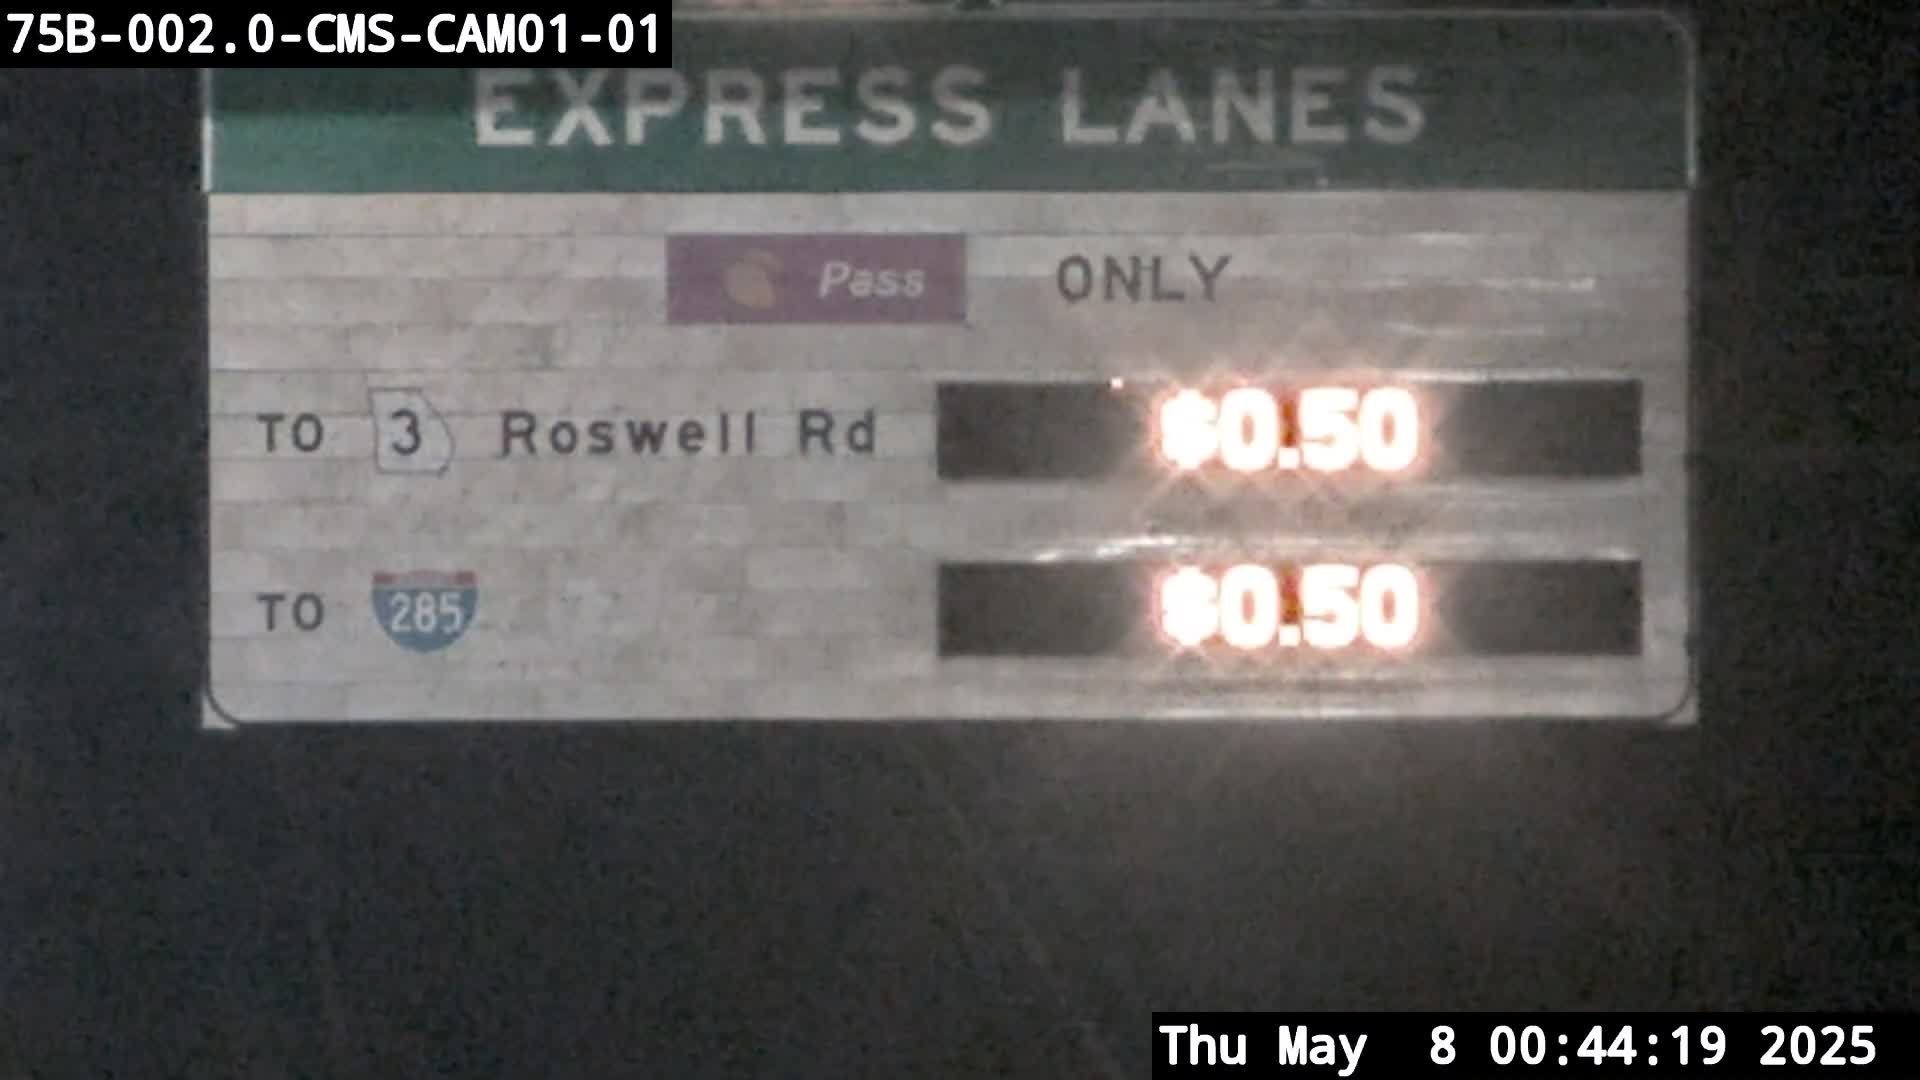 75B-002.0-CMS-CAM01-01
EXPRESS LANES
Pass ONLY
TO 3 Roswell Rd $0.50
TO 285 $0.50
Thu May 8 00:44:19 2025